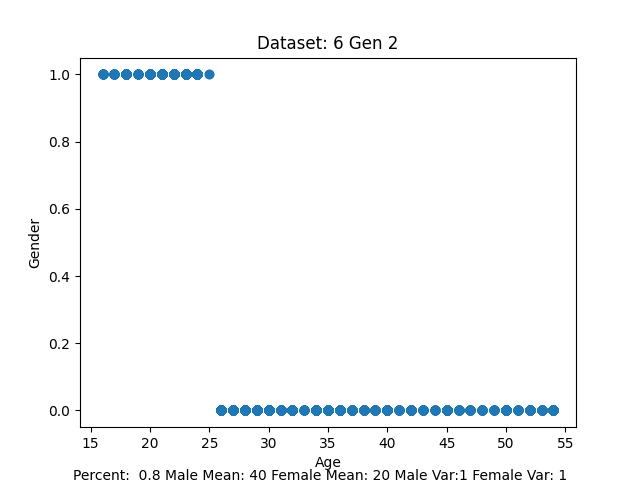 Dataset: 6 Gen 2
1.0
0.8
0.6
0.4
0.2
0.0
Gender
15 20 25 30 35 40 45 50 55
Age
Percent:  0.8 Male Mean: 40 Female Mean: 20 Male Var:1 Female Var: 1